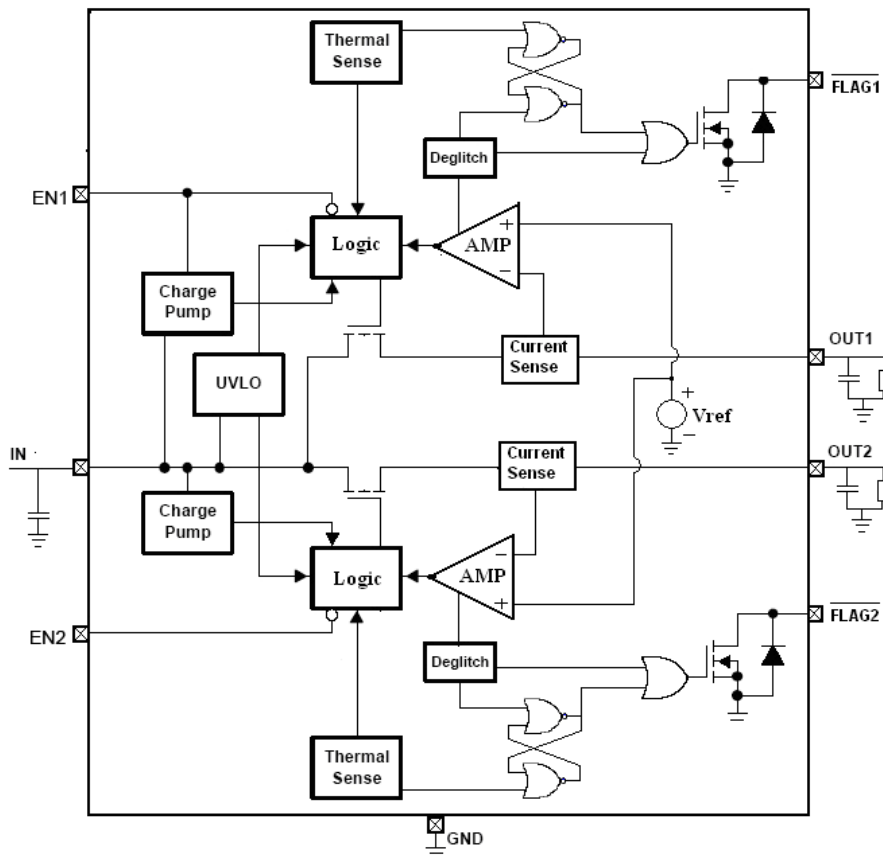 Thermal
Sense
FLAG1
Deglitch
EN1
+
Logic
AMP
−
Charge
Pump
OUT1
Current
Sense
UVLO
+
Vref
−
IN
Current
Sense
OUT2
Charge
Pump
−
Logic
AMP
+
FLAG2
EN2
Deglitch
Thermal
Sense
GND